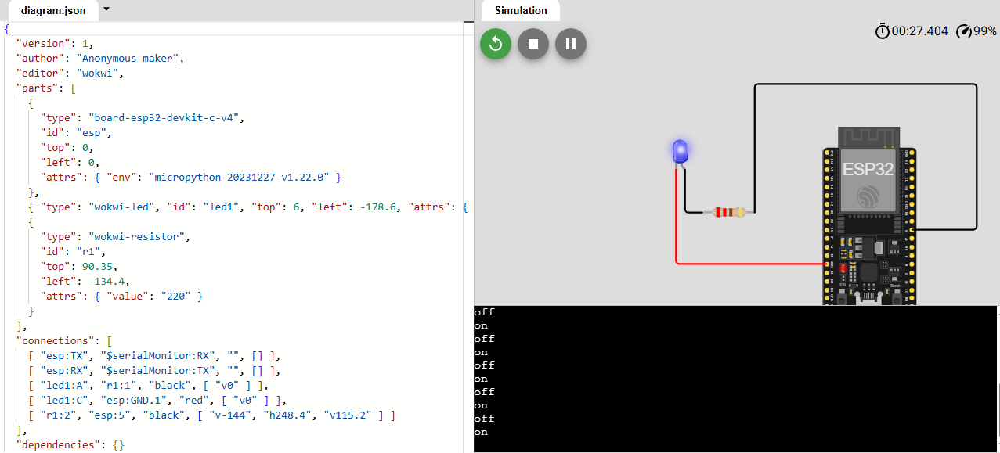 diagram.json
{
"version": 1,
"author": "Anonymous maker",
"editor": "wokwi",
"parts": [
{
"type": "board-esp32-devkit-c-v4",
"id": "esp",
"top": 0,
"left": 0,
"attrs": { "env": "micropython-20231227-v1.22.0" }
},
{ "type": "wokwi-led", "id": "led1", "top": 6, "left": -178.6, "attrs": {
{
"type": "wokwi-resistor",
"id": "r1",
"top": 90.35,
"left": -134.4,
"attrs": { "value": "220" }
}
],
"connections": [
[ "esp:TX", "$serialMonitor:RX", "", [] ],
[ "esp:RX", "$serialMonitor:TX", "", [] ],
[ "led1:A", "r1:1", "black", [ "v0" ] ],
[ "led1:C", "esp:GND.1", "red", [ "v0" ] ],
[ "r1:2", "esp:5", "black", [ "v-144", "h248.4", "v115.2" ] ]
],
"dependencies": {}
Simulation
00:27.404 99%
ESP32
EN
Boot
off
on
off
on
off
on
off
on
off
on